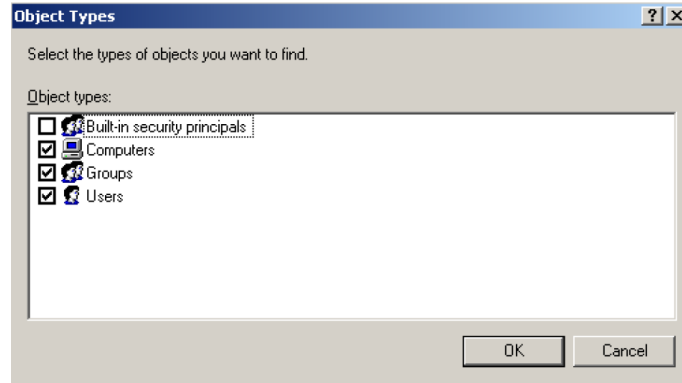 Object Types
Select the types of objects you want to find.
Object types:
Built-in security principals
Computers
Groups
Users
OK
Cancel